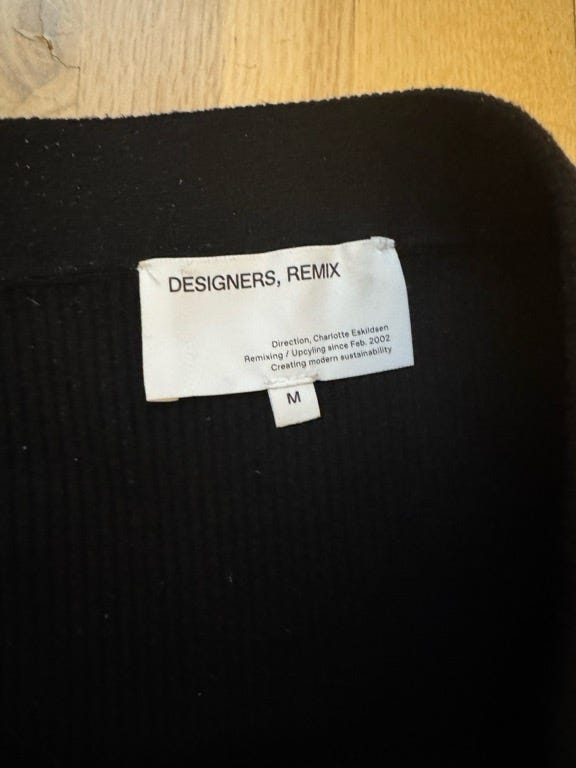 DESIGNERS, REMIX
Direction, Charlotte Eskildsen
Remixing / Upcyling since Feb. 2002
Creating modern sustainability
M